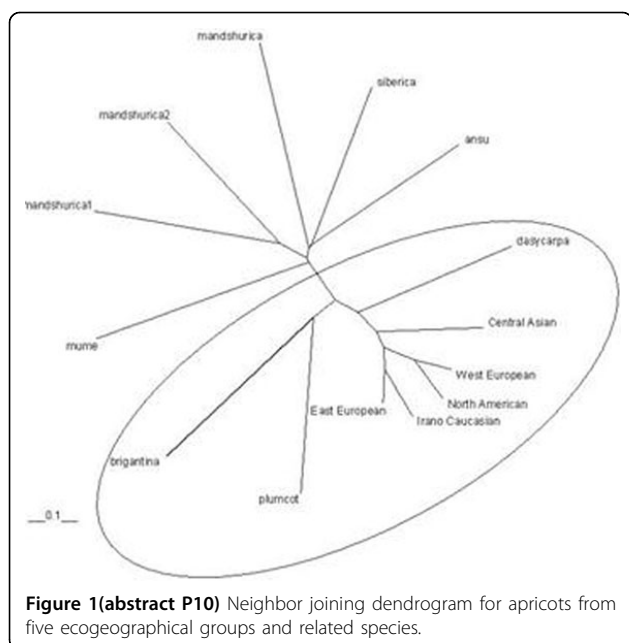 mandshurica
siberica
mandshurica2
ansu
mandshurica1
dasycarpa
Central Asian
mume
West European
North American
East European
Irano Caucasian
brigantina
plumcot
0.1
Figure 1(abstract P10) Neighbor joining dendrogram for apricots from
five ecogeographical groups and related species.